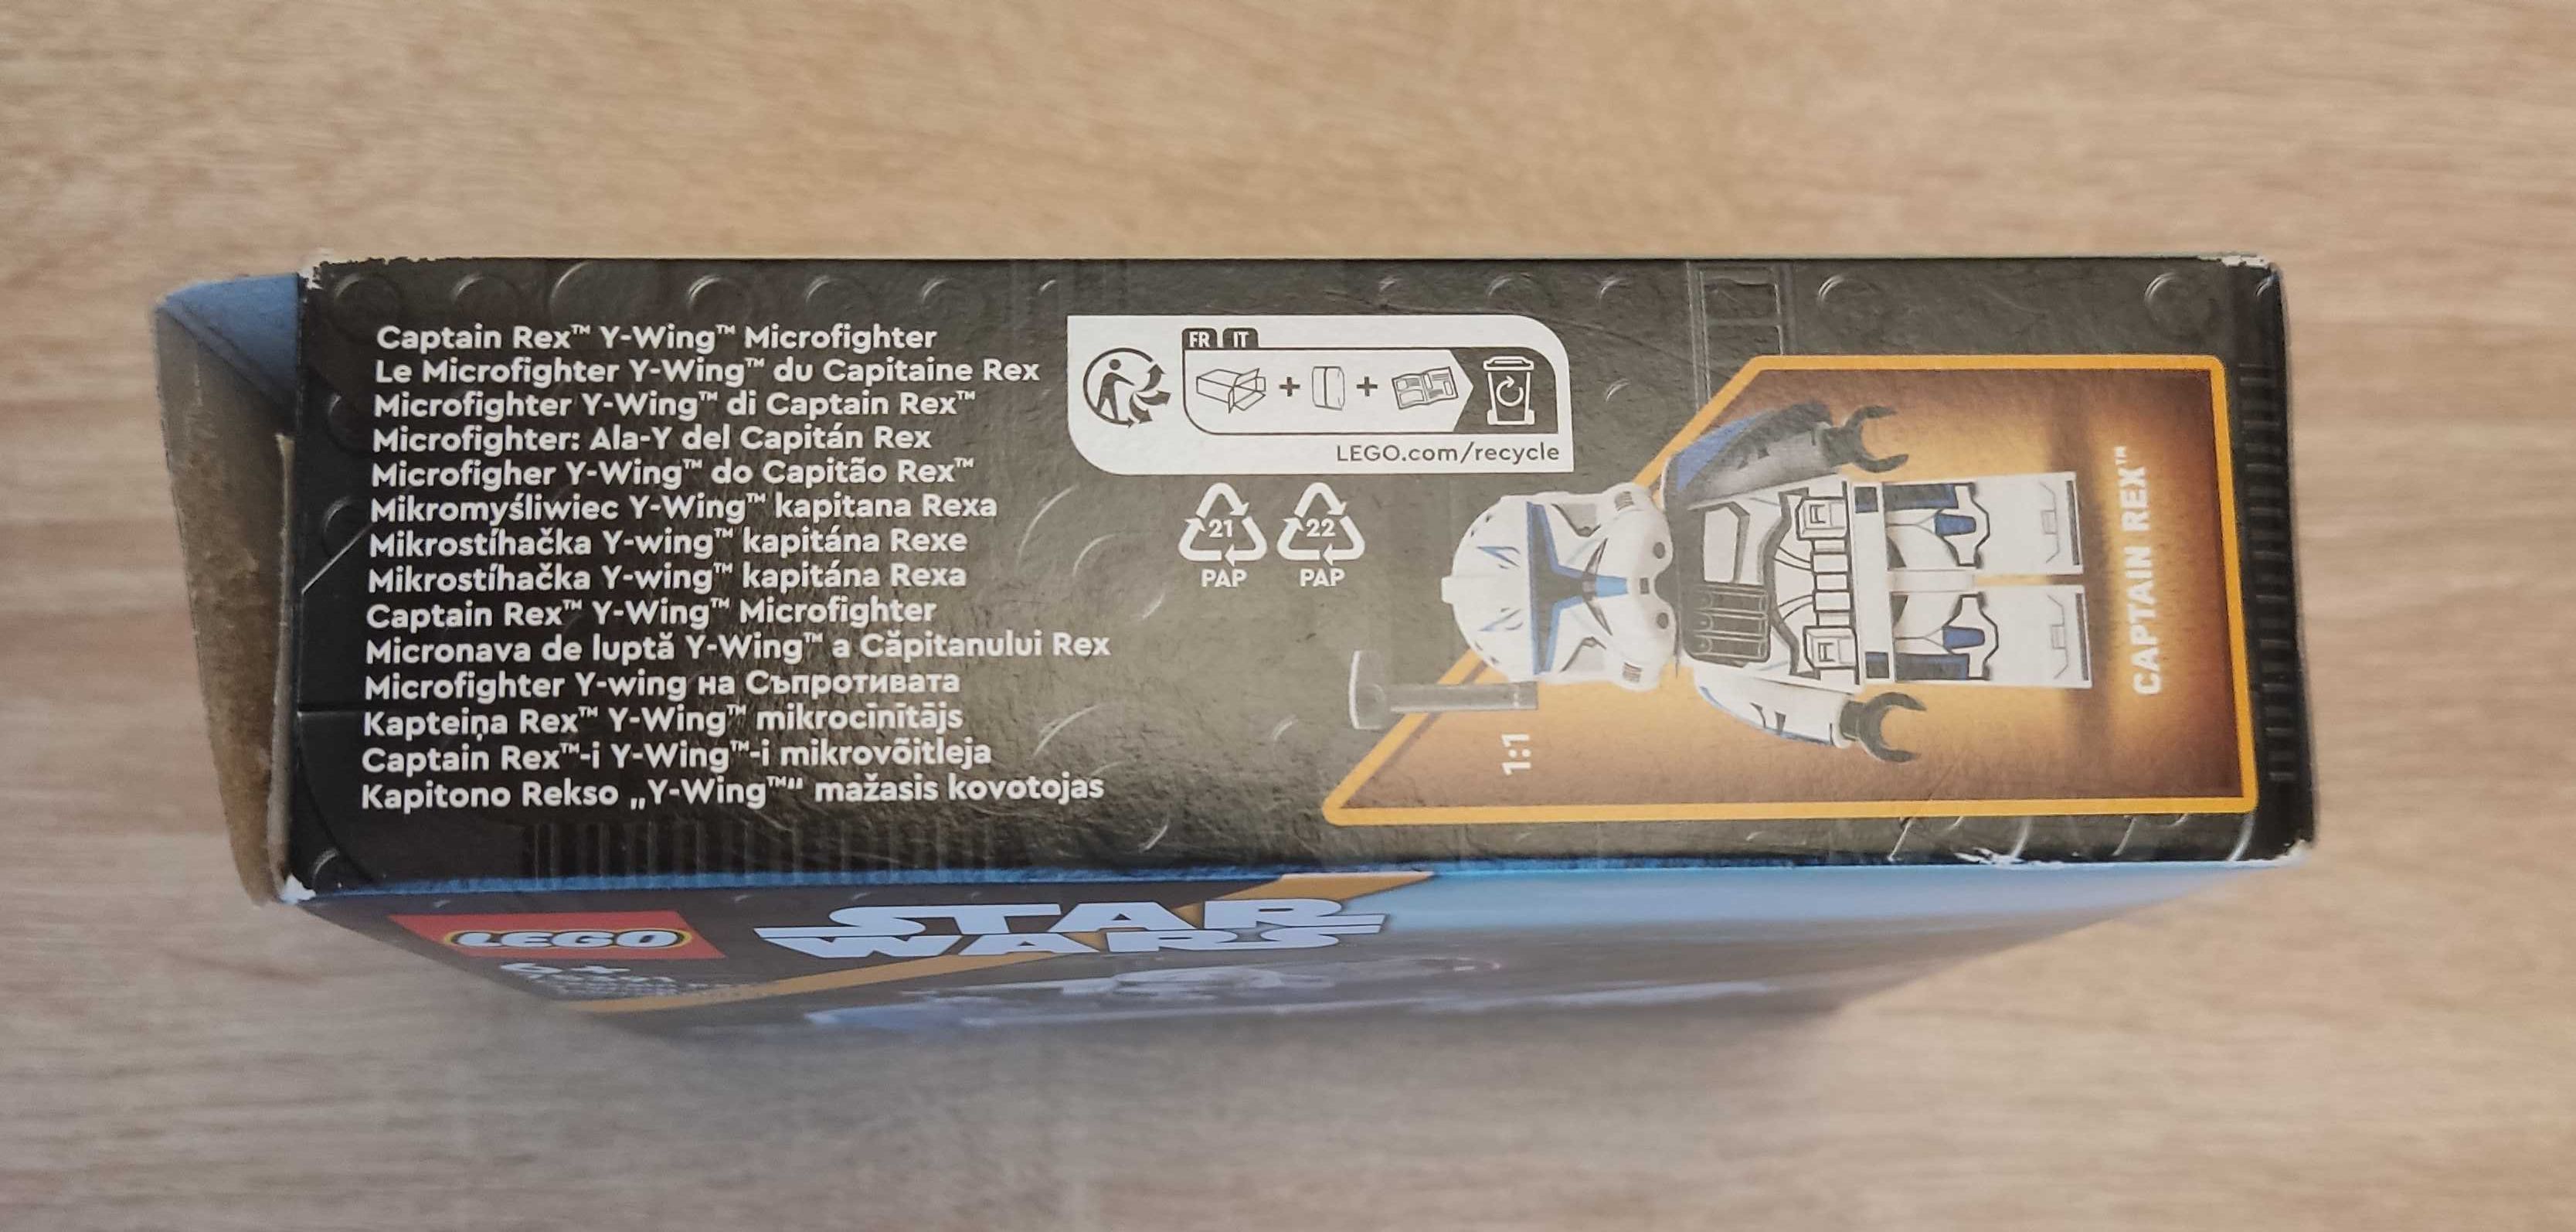 Captain Rex™ Y-Wing™ Microfighter
Le Microfighter Y-Wing™ du Capitaine Rex
Microfighter Y-Wing™ di Captain Rex™
Microfighter: Ala-Y del Capitán Rex
Microfigher Y-Wing™ do Capitão Rex™
Mikromyśliwiec Y-Wing™ kapitana Rexa
Mikrostíhačka Y-wing™ kapitána Rexe
Mikrostíhačka Y-wing™ kapitána Rexa
Captain Rex™ Y-Wing™ Microfighter
Micronava de luptă Y-Wing™ a Căpitanului Rex
Microfighter Y-wing на Съпротивата
Kapteiņa Rex™ Y-Wing™ mikrocīnītājs
Captain Rex™-i Y-Wing™-i mikrovõitleja
Kapitono Rekso „Y-Wing™“ mažasis kovotojas
FR IT
+ +
LEGO.com/recycle
21 22
PAP PAP
1:1
CAPTAIN REX™
LEGO
STAR
WARS